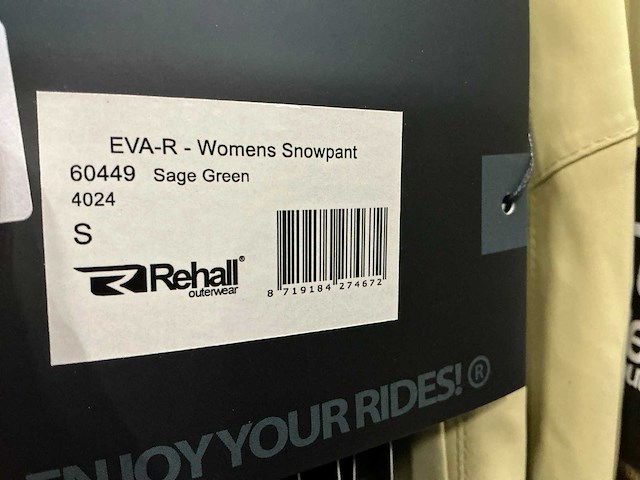 EVA-R - Womens Snowpant
60449 Sage Green
4024
S
Rehall®
outerwear
8 719184 274672
ENJOY YOUR RIDES!®